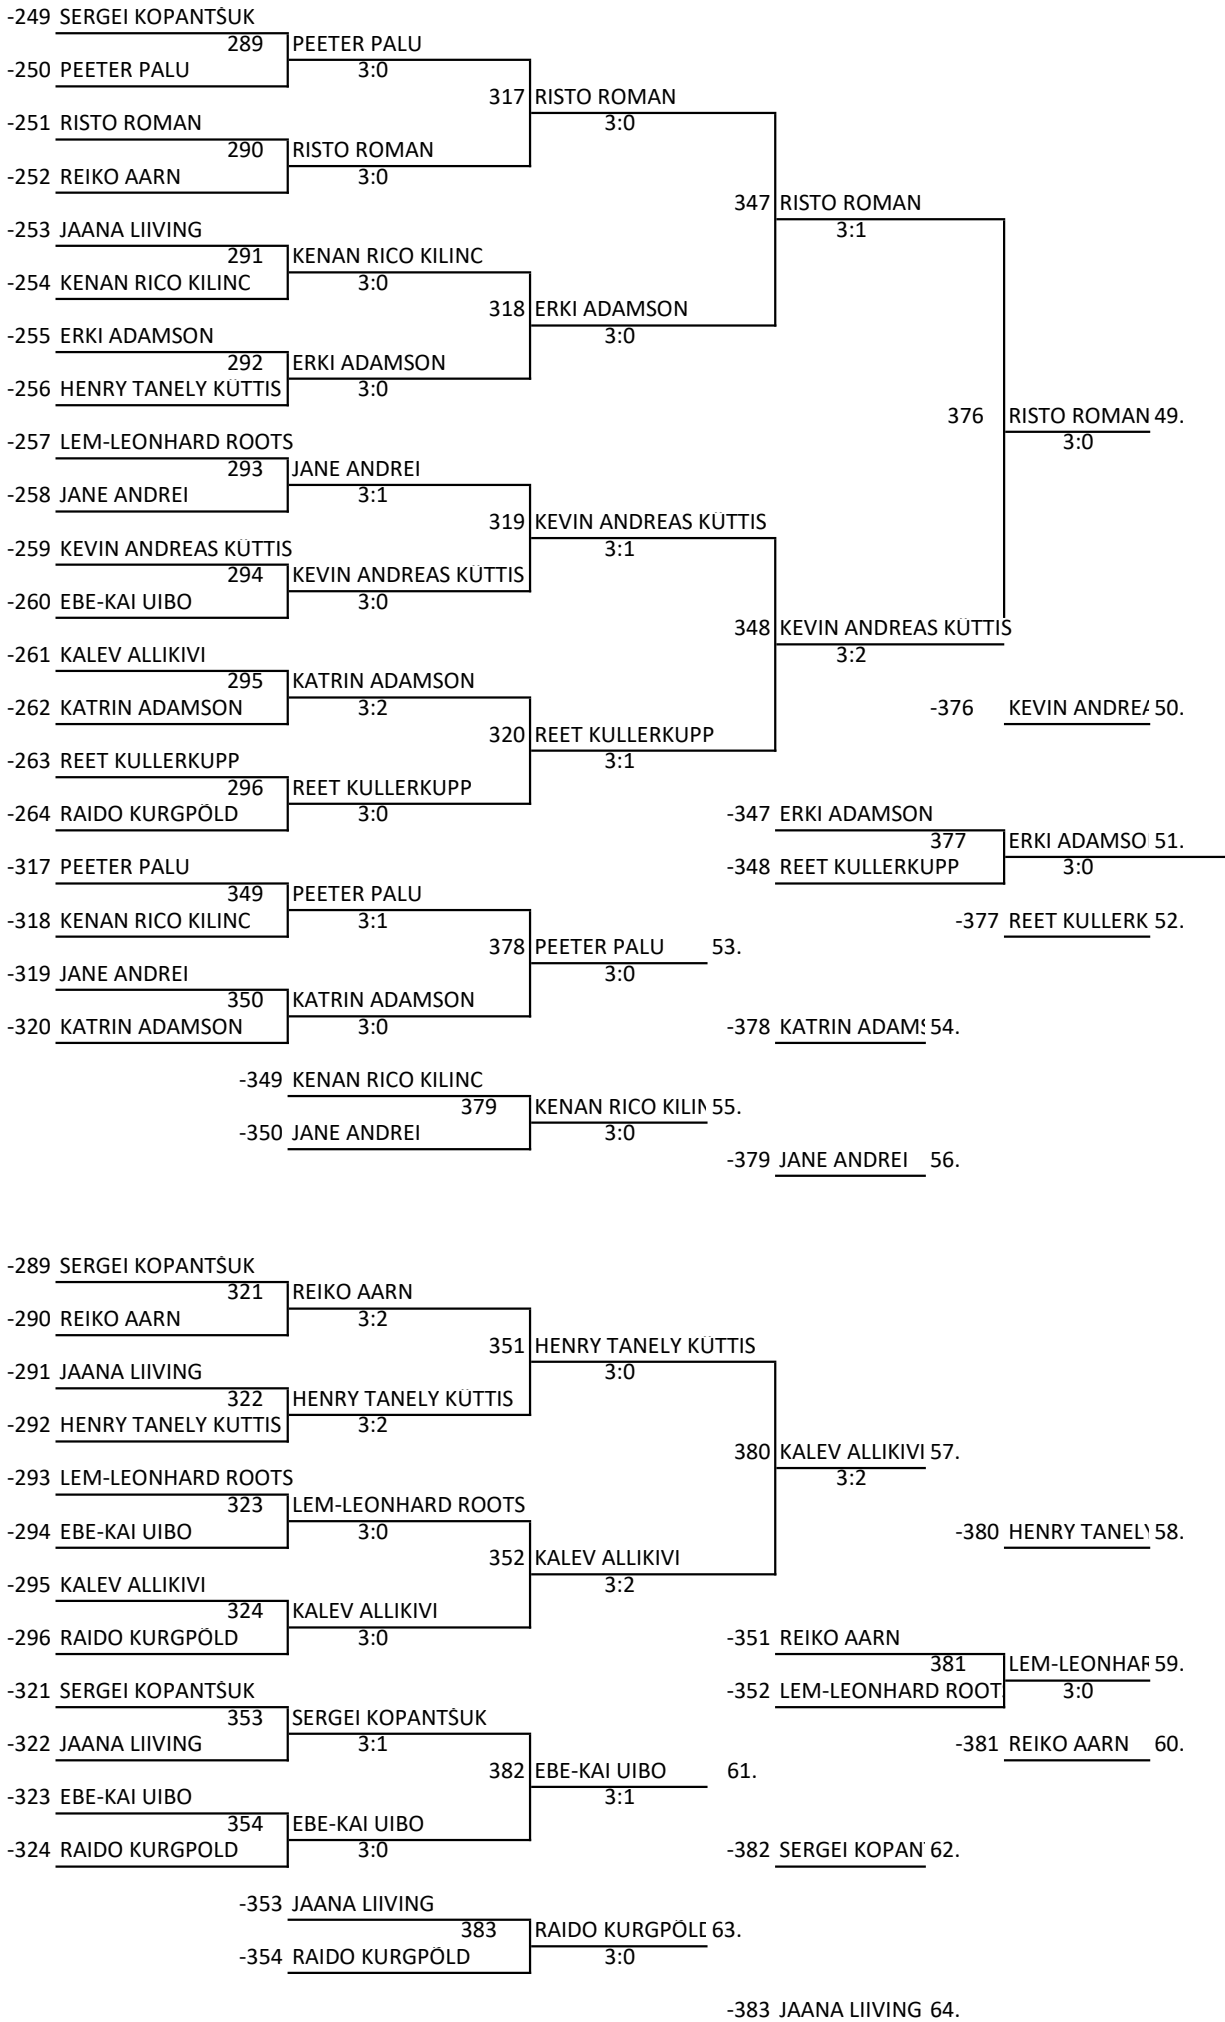 -249 SERGEI KOPANTŠUK
289 PEETER PALU
-250 PEETER PALU 3:0
317 RISTO ROMAN
-251 RISTO ROMAN 3:0
290 RISTO ROMAN
-252 REIKO AARN 3:0
347 RISTO ROMAN
-253 JAANA LIIVING 3:1
291 KENAN RICO KILINC
-254 KENAN RICO KILINC 3:0
318 ERKI ADAMSON
-255 ERKI ADAMSON 3:0
292 ERKI ADAMSON
-256 HENRY TANELY KÜTTIS 3:0
376 RISTO ROMAN 49.
-257 LEM-LEONHARD ROOTS 3:0
293 JANE ANDREI
-258 JANE ANDREI 3:1
319 KEVIN ANDREAS KÜTTIS
-259 KEVIN ANDREAS KÜTTIS 3:1
294 KEVIN ANDREAS KÜTTIS
-260 EBE-KAI UIBO 3:0
348 KEVIN ANDREAS KÜTTIS
-261 KALEV ALLIKIVI 3:2
295 KATRIN ADAMSON
-262 KATRIN ADAMSON 3:2 -376 KEVIN ANDREA 50.
320 REET KULLERKUPP
-263 REET KULLERKUPP 3:1
296 REET KULLERKUPP
-264 RAIDO KURGPÕLD 3:0 -347 ERKI ADAMSON
377 ERKI ADAMSO 51.
-317 PEETER PALU -348 REET KULLERKUPP 3:0
349 PEETER PALU
-318 KENAN RICO KILINC 3:1 -377 REET KULLERK 52.
378 PEETER PALU 53.
-319 JANE ANDREI 3:0
350 KATRIN ADAMSON
-320 KATRIN ADAMSON 3:0 -378 KATRIN ADAMS 54.
-349 KENAN RICO KILINC
379 KENAN RICO KILIN 55.
-350 JANE ANDREI 3:0
-379 JANE ANDREI 56.
-289 SERGEI KOPANTŠUK
321 REIKO AARN
-290 REIKO AARN 3:2
351 HENRY TANELY KÜTTIS
-291 JAANA LIIVING 3:0
322 HENRY TANELY KÜTTIS
-292 HENRY TANELY KÜTTIS 3:2
380 KALEV ALLIKIVI 57.
-293 LEM-LEONHARD ROOTS 3:2
323 LEM-LEONHARD ROOTS
-294 EBE-KAI UIBO 3:0 -380 HENRY TANELY 58.
352 KALEV ALLIKIVI
-295 KALEV ALLIKIVI 3:2
324 KALEV ALLIKIVI
-296 RAIDO KURGPÕLD 3:0 -351 REIKO AARN
381 LEM-LEONHAR 59.
-321 SERGEI KOPANTŠUK -352 LEM-LEONHARD ROOT 3:0
353 SERGEI KOPANTŠUK
-322 JAANA LIIVING 3:1 -381 REIKO AARN 60.
382 EBE-KAI UIBO 61.
-323 EBE-KAI UIBO 3:1
354 EBE-KAI UIBO
-324 RAIDO KURGPÕLD 3:0 -382 SERGEI KOPAN 62.
-353 JAANA LIIVING
383 RAIDO KURGPÕLD 63.
-354 RAIDO KURGPÕLD 3:0
-383 JAANA LIIVING 64.